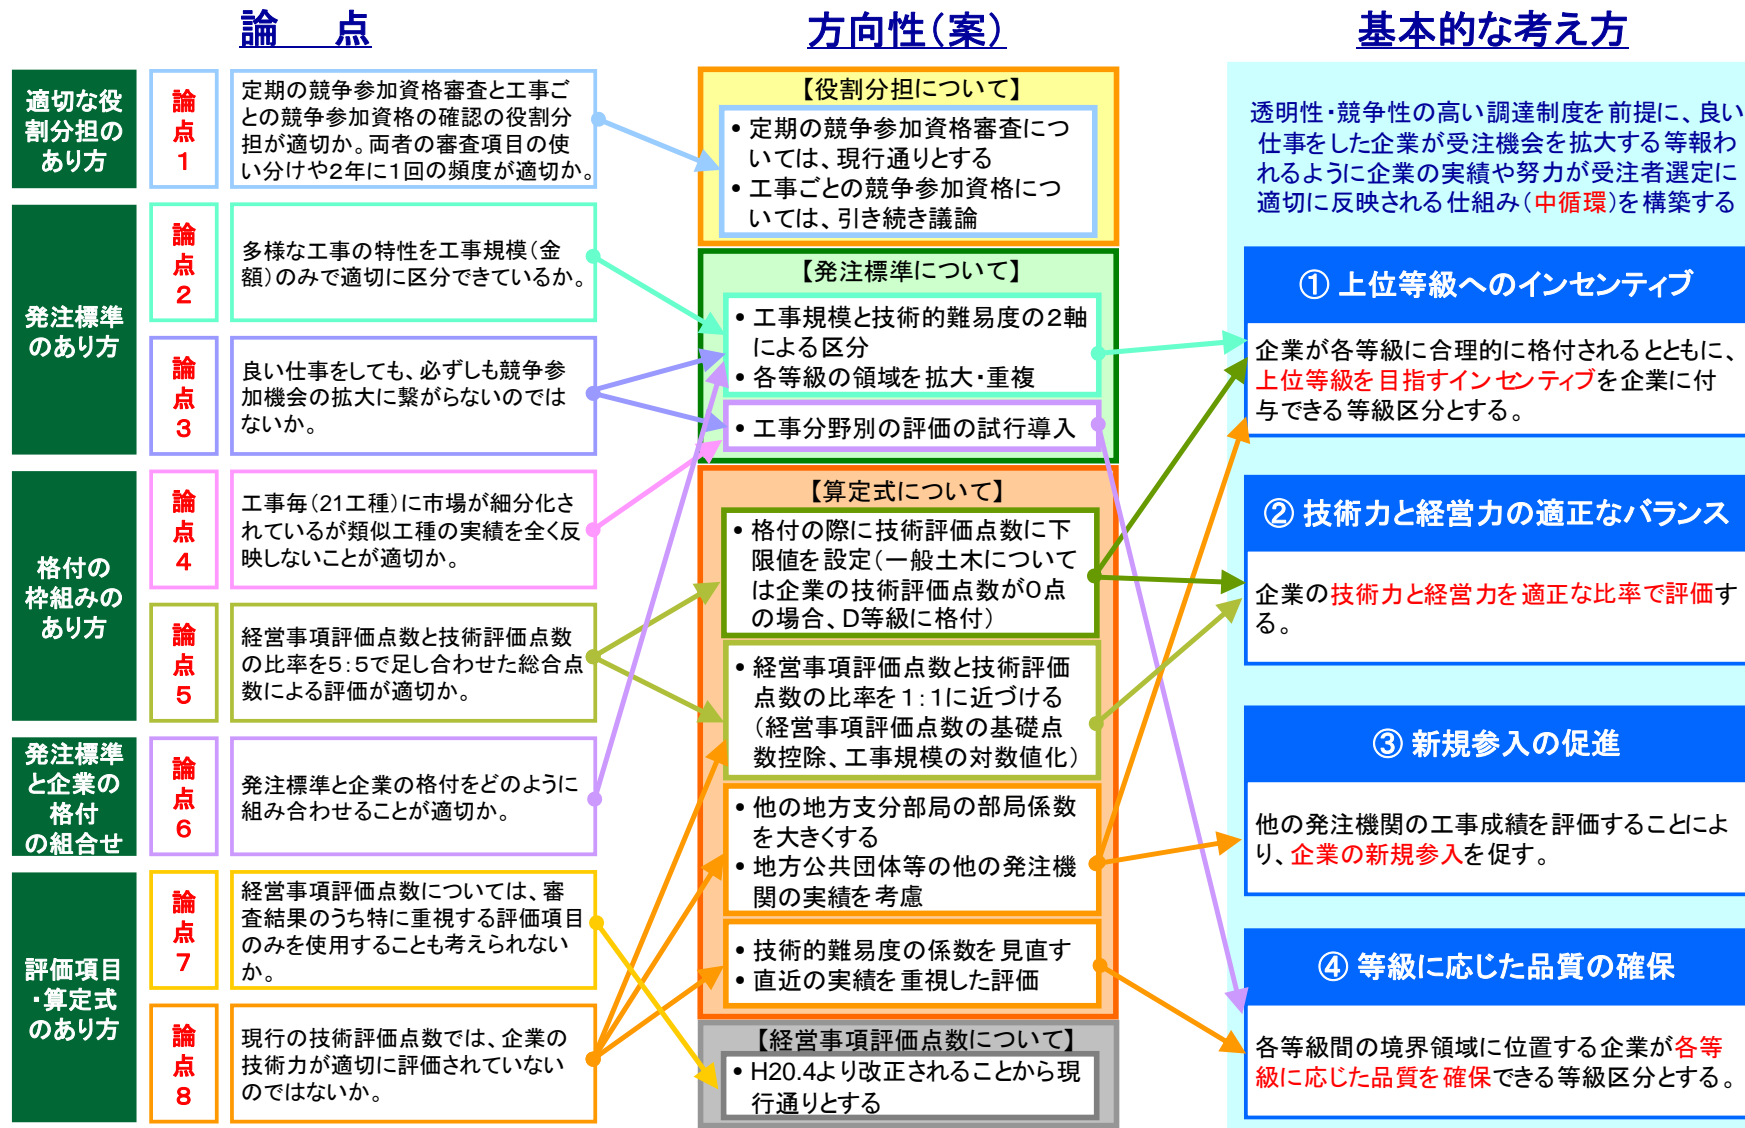 論　点
適切な役
割分担の
あり方
論
点
1
定期の競争参加資格審査と工事ご
との競争参加資格の確認の役割分
担が適切か。両者の審査項目の使
い分けや2年に1回の頻度が適切か。
発注標準
のあり方
論
点
2
多様な工事の特性を工事規模（金
額）のみで適切に区分できているか。
論
点
3
良い仕事をしても、必ずしも競争参
加機会の拡大に繋がらないのでは
ないか。
格付の
枠組みの
あり方
論
点
4
工事毎（21工種）に市場が細分化さ
れているが類似工種の実績を全く反
映しないことが適切か。
論
点
5
経営事項評価点数と技術評価点数
の比率を5：5で足し合わせた総合点
数による評価が適切か。
発注標準
と企業の
格付
の組合せ
論
点
6
発注標準と企業の格付をどのように
組み合わせることが適切か。
評価項目
・算定式
のあり方
論
点
7
経営事項評価点数については、審
査結果のうち特に重視する評価項目
のみを使用することも考えられない
か。
論
点
8
現行の技術評価点数では、企業の
技術力が適切に評価されていない
のではないか。
方向性（案）
【役割分担について】
• 定期の競争参加資格審査につ
いては、現行通りとする
• 工事ごとの競争参加資格につ
いては、引き続き議論
【発注標準について】
• 工事規模と技術的難易度の2軸
による区分
• 各等級の領域を拡大・重複
• 工事分野別の評価の試行導入
【算定式について】
• 格付の際に技術評価点数に下
限値を設定（一般土木について
は企業の技術評価点数が0点
の場合、D等級に格付）
• 経営事項評価点数と技術評価
点数の比率を1：1に近づける
（経営事項評価点数の基礎点
数控除、工事規模の対数値化）
• 他の地方支分部局の部局係数
を大きくする
• 地方公共団体等の他の発注機
関の実績を考慮
• 技術的難易度の係数を見直す
• 直近の実績を重視した評価
【経営事項評価点数について】
• H20.4より改正されることから現
行通りとする
基本的な考え方
透明性・競争性の高い調達制度を前提に、良い
仕事をした企業が受注機会を拡大する等報わ
れるように企業の実績や努力が受注者選定に
適切に反映される仕組み（中循環）を構築する
① 上位等級へのインセンティブ
企業が各等級に合理的に格付されるとともに、
上位等級を目指すインセンティブを企業に付
与できる等級区分とする。
② 技術力と経営力の適正なバランス
企業の技術力と経営力を適正な比率で評価す
る。
③ 新規参入の促進
他の発注機関の工事成績を評価することによ
り、企業の新規参入を促す。
④ 等級に応じた品質の確保
各等級間の境界領域に位置する企業が各等
級に応じた品質を確保できる等級区分とする。